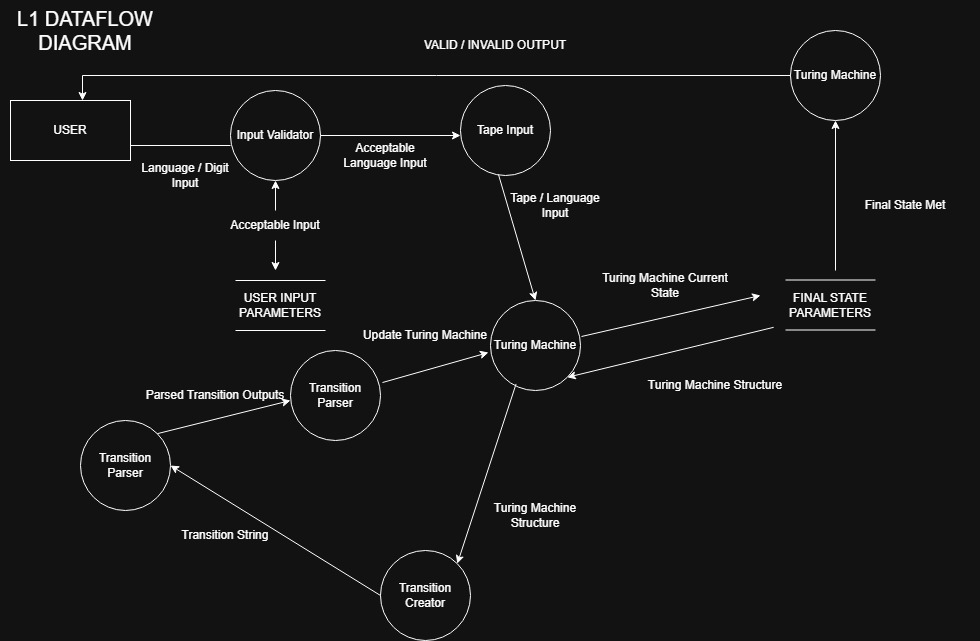 L1 DATAFLOW
DIAGRAM
VALID / INVALID OUTPUT
Turing Machine
USER
Input Validator
Tape Input
Language / Digit
Input
Acceptable
Language Input
Tape / Language
Input
Final State Met
Acceptable Input
Turing Machine Current
State
USER INPUT
PARAMETERS
FINAL STATE
PARAMETERS
Update Turing Machine
Turing Machine
Turing Machine Structure
Transition
Parser
Parsed Transition Outputs
Transition
Parser
Turing Machine
Structure
Transition String
Transition
Creator